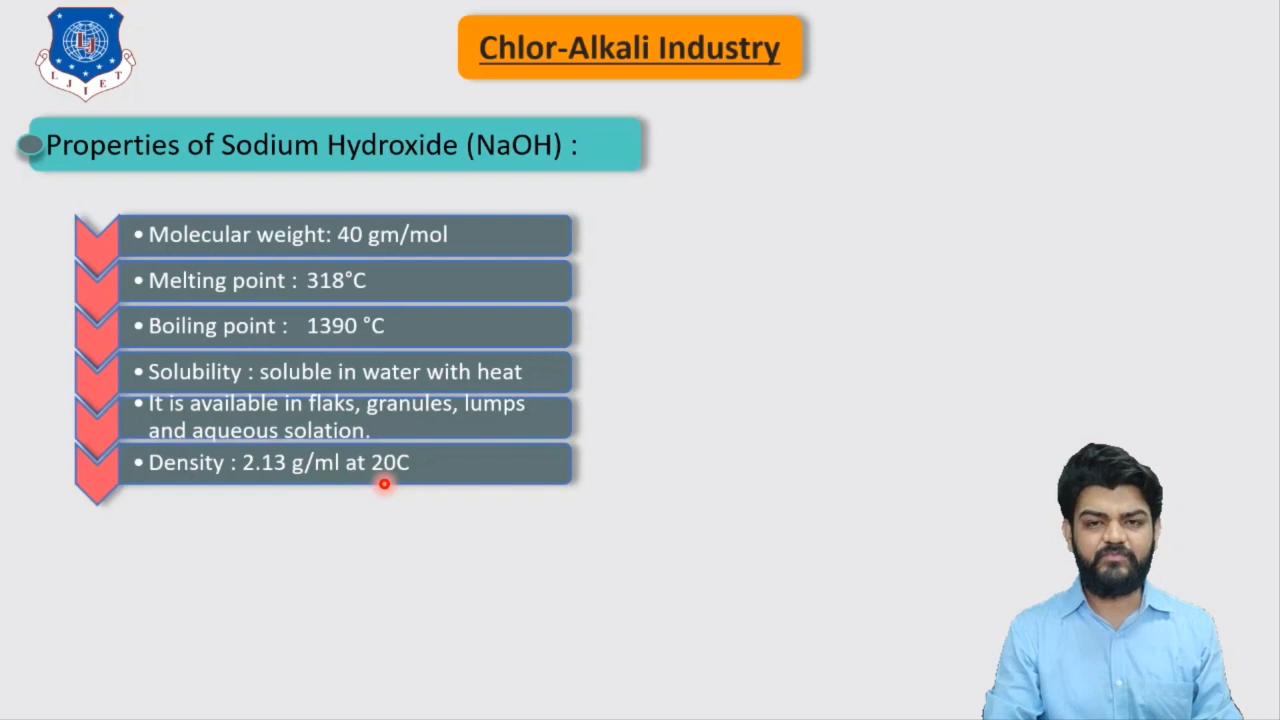 L J I E T
LJ
Chlor-Alkali Industry
Properties of Sodium Hydroxide (NaOH) :
• Molecular weight: 40 gm/mol
• Melting point : 318°C
• Boiling point : 1390 °C
• Solubility : soluble in water with heat
• It is available in flaks, granules, lumps
and aqueous solation.
• Density : 2.13 g/ml at 20C